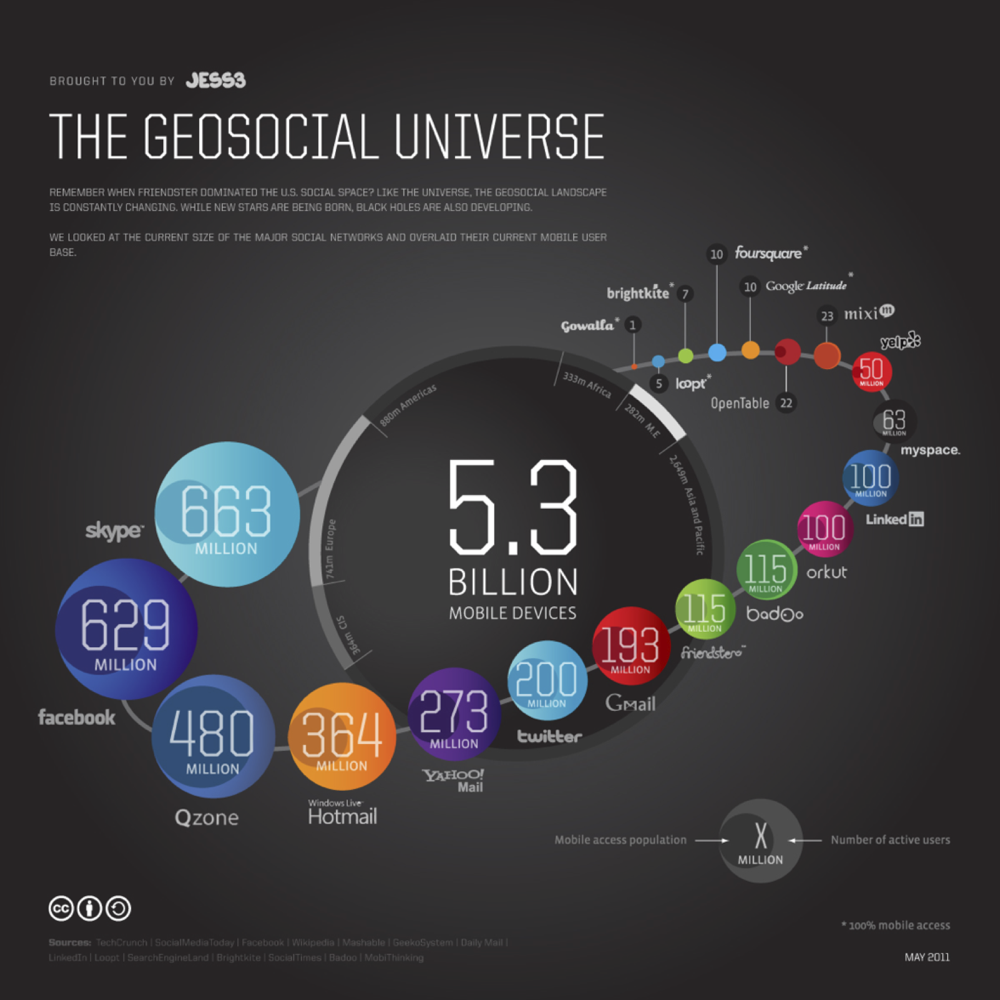 BROUGHT TO YOU BY JESS3
THE GEOSOCIAL UNIVERSE
REMEMBER WHEN FRIENDSTER DOMINATED THE U.S. SOCIAL SPACE? LIKE THE UNIVERSE, THE GEOSOCIAL LANDSCAPE
IS CONSTANTLY CHANGING. WHILE NEW STARS ARE BEING BORN, BLACK HOLES ARE ALSO DEVELOPING.
WE LOOKED AT THE CURRENT SIZE OF THE MAJOR SOCIAL NETWORKS AND OVERLAID THEIR CURRENT MOBILE USER
BASE.
10 foursquare*
brightkite* 7
10 Google Latitude*
Gowalla* 1
23 mixi
yelp
5 loopt*
OpenTable 22
50
MILLION
63
MILLION
myspace.
100
MILLION
Linked in
100
MILLION
orkut
115
MILLION
badoo
115
MILLION
friendster™
193
MILLION
Gmail
200
MILLION
twitter
273
MILLION
YAHOO!
Mail
364
MILLION
Windows Live™
Hotmail
480
MILLION
Qzone
629
MILLION
facebook
663
MILLION
skype™
880m Americas
333m Africa
282m M.E
2,649m Asia and Pacific
741m Europe
364m CIS
5.3
BILLION
MOBILE DEVICES
Mobile access population
X
MILLION
Number of active users
cc
* 100% mobile access
Sources: TechCrunch | SocialMediaToday | Facebook | Wikipedia | Mashable | GeekoSystem | Daily Mail |
LinkedIn | Loopt | SearchEngineLand | Brightkite | SocialTimes | Badoo | MobiThinking
MAY 2011